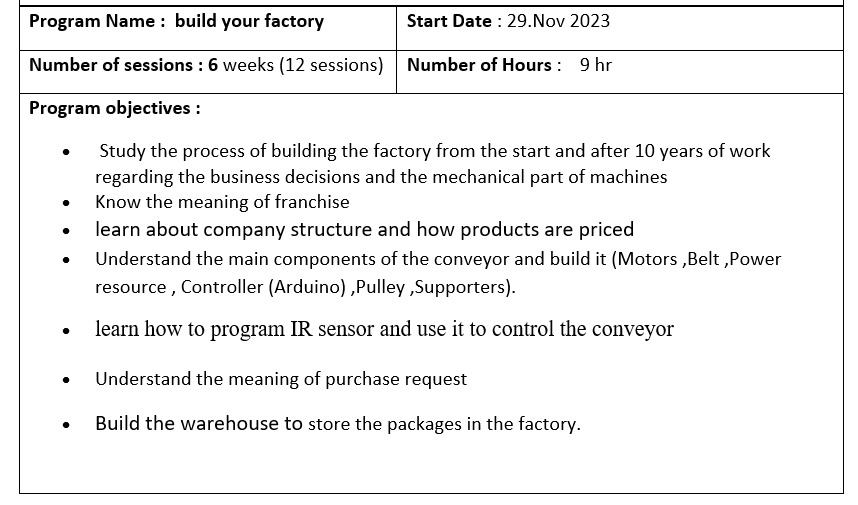 Program Name :  build your factory
Start Date : 29.Nov 2023
Number of sessions : 6 weeks (12 sessions)
Number of Hours :   9 hr
Program objectives :
• Study the process of building the factory from the start and after 10 years of work
regarding the business decisions and the mechanical part of machines
• Know the meaning of franchise
• learn about company structure and how products are priced
• Understand the main components of the conveyor and build it (Motors ,Belt ,Power
resource , Controller (Arduino) ,Pulley ,Supporters).
• learn how to program IR sensor and use it to control the conveyor
• Understand the meaning of purchase request
• Build the warehouse to store the packages in the factory.